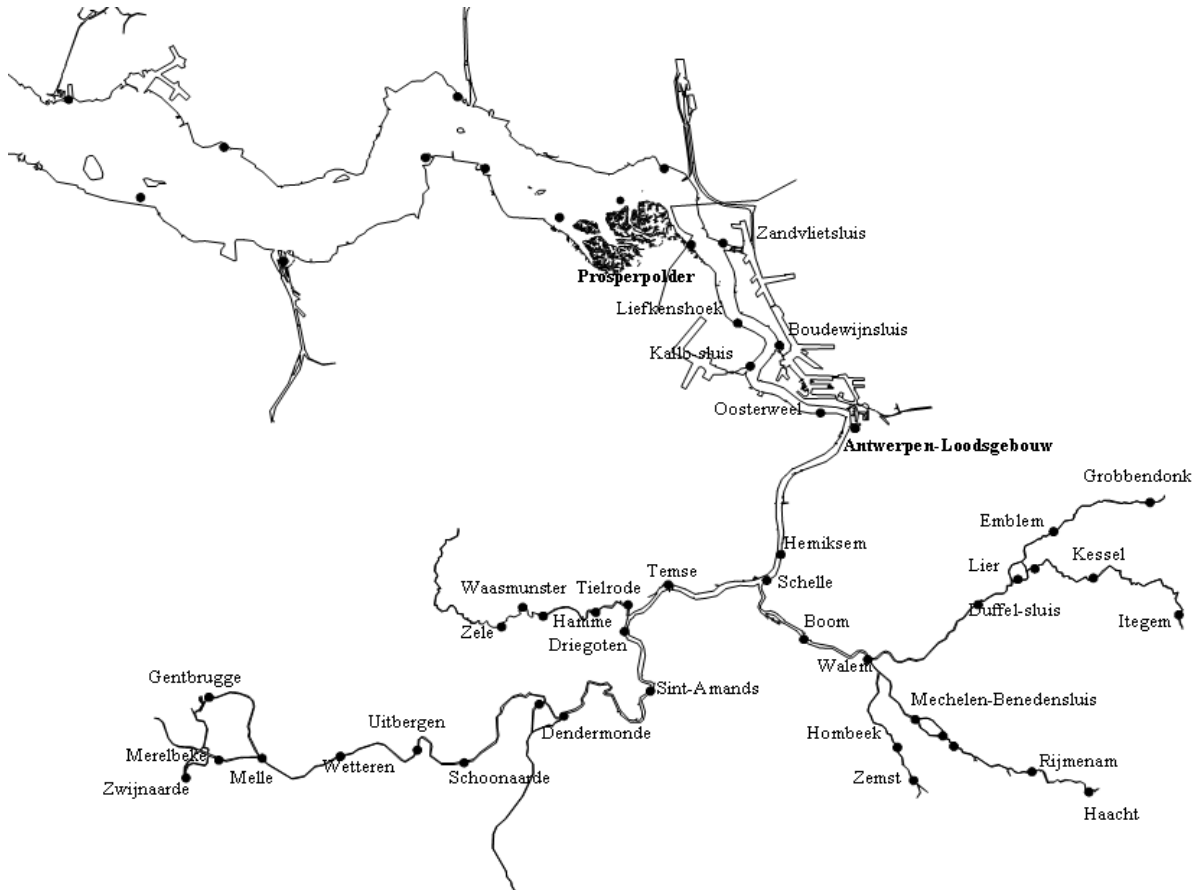 Zandvlietsluis
Prosperpolder
Liefkenshoek
Boudewijnsluis
Kallo-sluis
Oosterweel
Antwerpen-Loodsgebouw
Grobbendonk
Emblem
Hemiksem
Lier
Kessel
Temse
Schelle
Waasmunster
Tielrode
Duffel-sluis
Hamme
Boom
Itegem
Zele
Driegoten
Walem
Gentbrugge
Sint-Amands
Mechelen-Benedensluis
Uitbergen
Dendermonde
Hombeek
Merelbeke
Wetteren
Rijmenam
Melle
Schoonaarde
Zemst
Zwijnaarde
Haacht